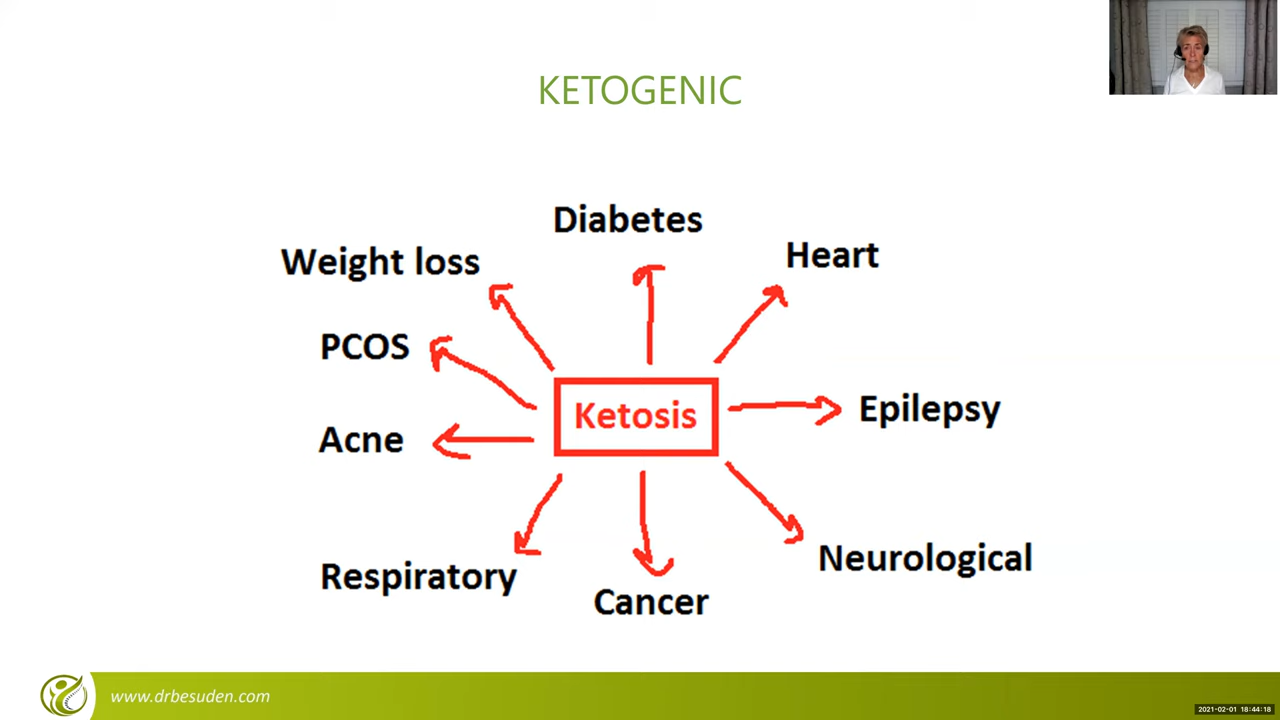 KETOGENIC
Diabetes
Heart
Weight loss
PCOS
Ketosis
Epilepsy
Acne
Neurological
Respiratory
Cancer
www.drbesuden.com
2021-02-01 18:44:18